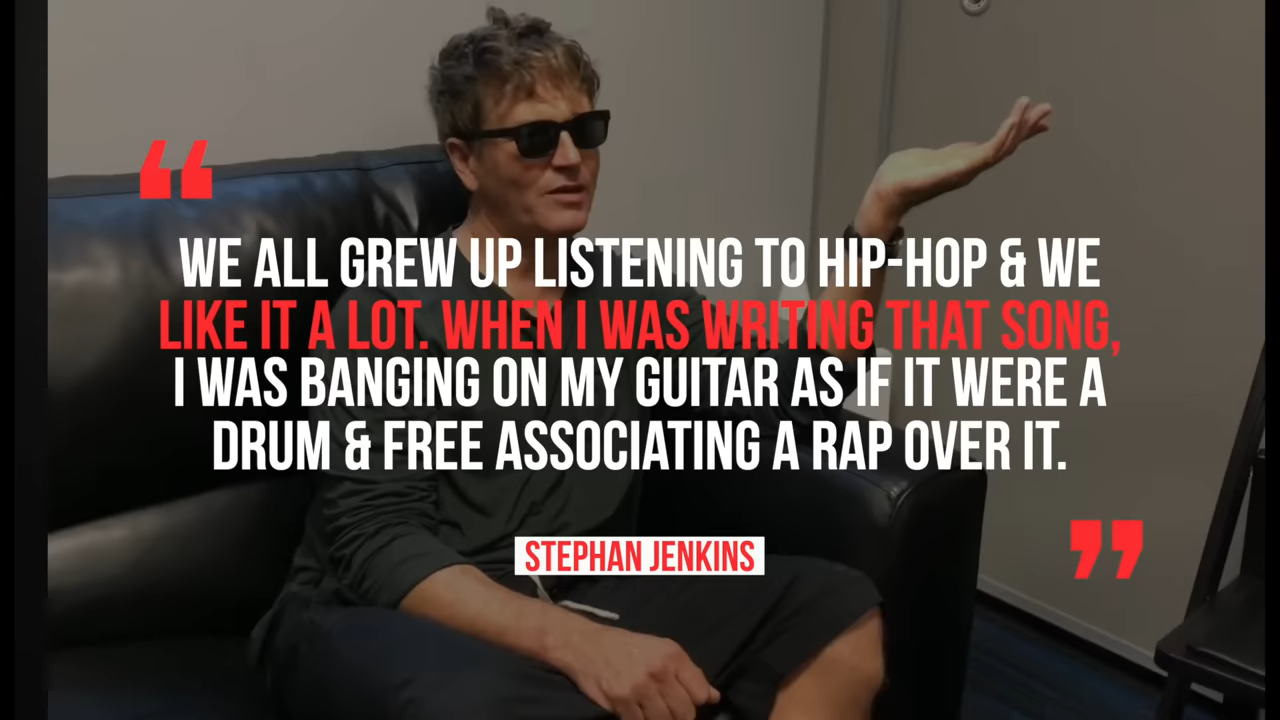 “
WE ALL GREW UP LISTENING TO HIP-HOP & WE
LIKE IT A LOT. WHEN I WAS WRITING THAT SONG,
I WAS BANGING ON MY GUITAR AS IF IT WERE A
DRUM & FREE ASSOCIATING A RAP OVER IT.
”
STEPHAN JENKINS